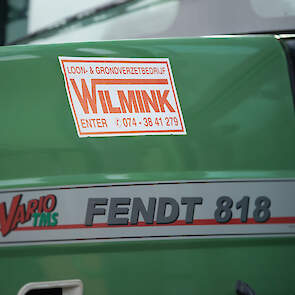 LOON- & GRONDVERZETBEDRIJF
WILMINK
ENTER ✆ 074 - 38 41 279
VARIO
TMS
FENDT 818